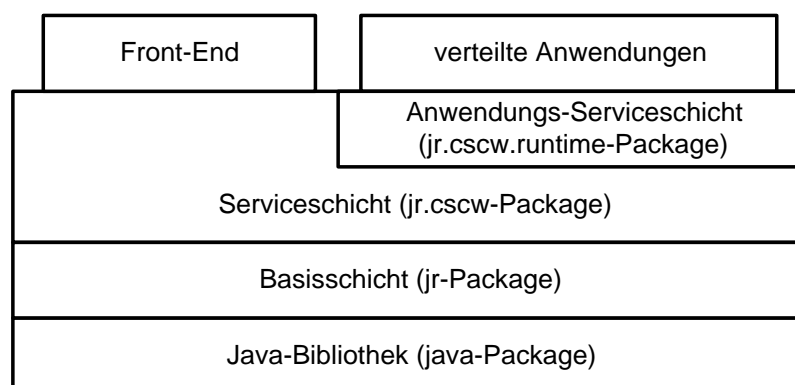 Front-End
verteilte Anwendungen
Anwendungs-Serviceschicht
(jr.cscw.runtime-Package)
Serviceschicht (jr.cscw-Package)
Basisschicht (jr-Package)
Java-Bibliothek (java-Package)